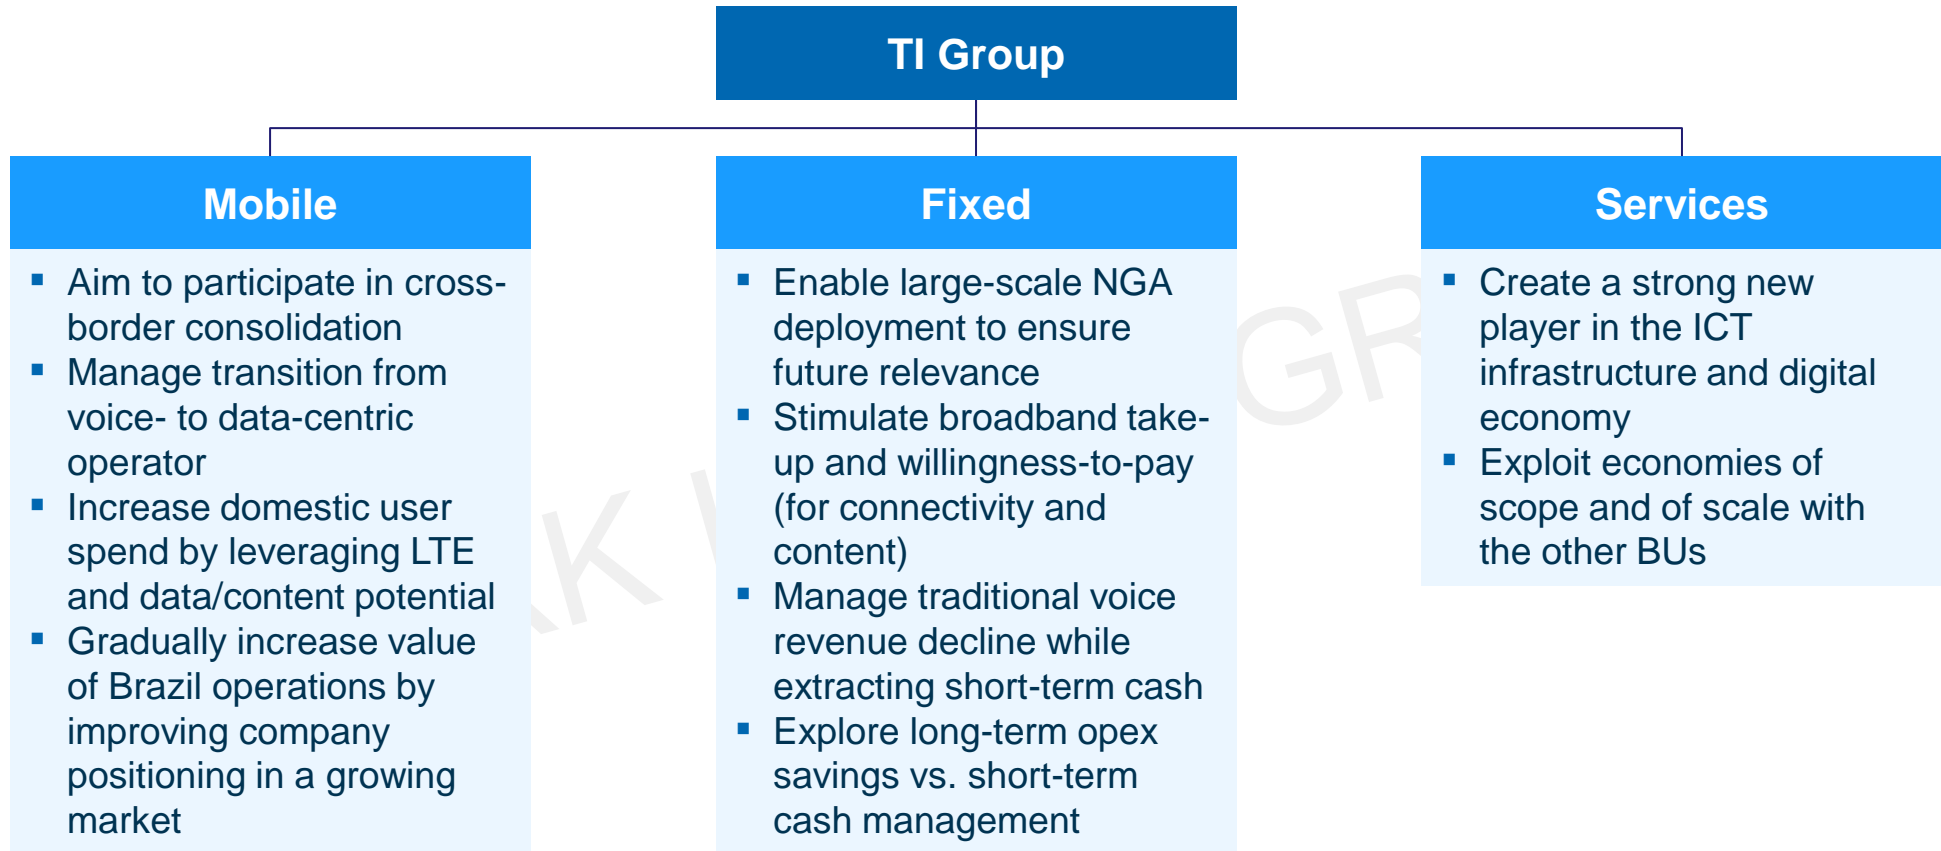 TI Group
Mobile
▪ Aim to participate in cross-
border consolidation
▪ Manage transition from
voice- to data-centric
operator
▪ Increase domestic user
spend by leveraging LTE
and data/content potential
▪ Gradually increase value
of Brazil operations by
improving company
positioning in a growing
market
Fixed
▪ Enable large-scale NGA
deployment to ensure
future relevance
▪ Stimulate broadband take-
up and willingness-to-pay
(for connectivity and
content)
▪ Manage traditional voice
revenue decline while
extracting short-term cash
▪ Explore long-term opex
savings vs. short-term
cash management
Services
▪ Create a strong new
player in the ICT
infrastructure and digital
economy
▪ Exploit economies of
scope and of scale with
the other BUs